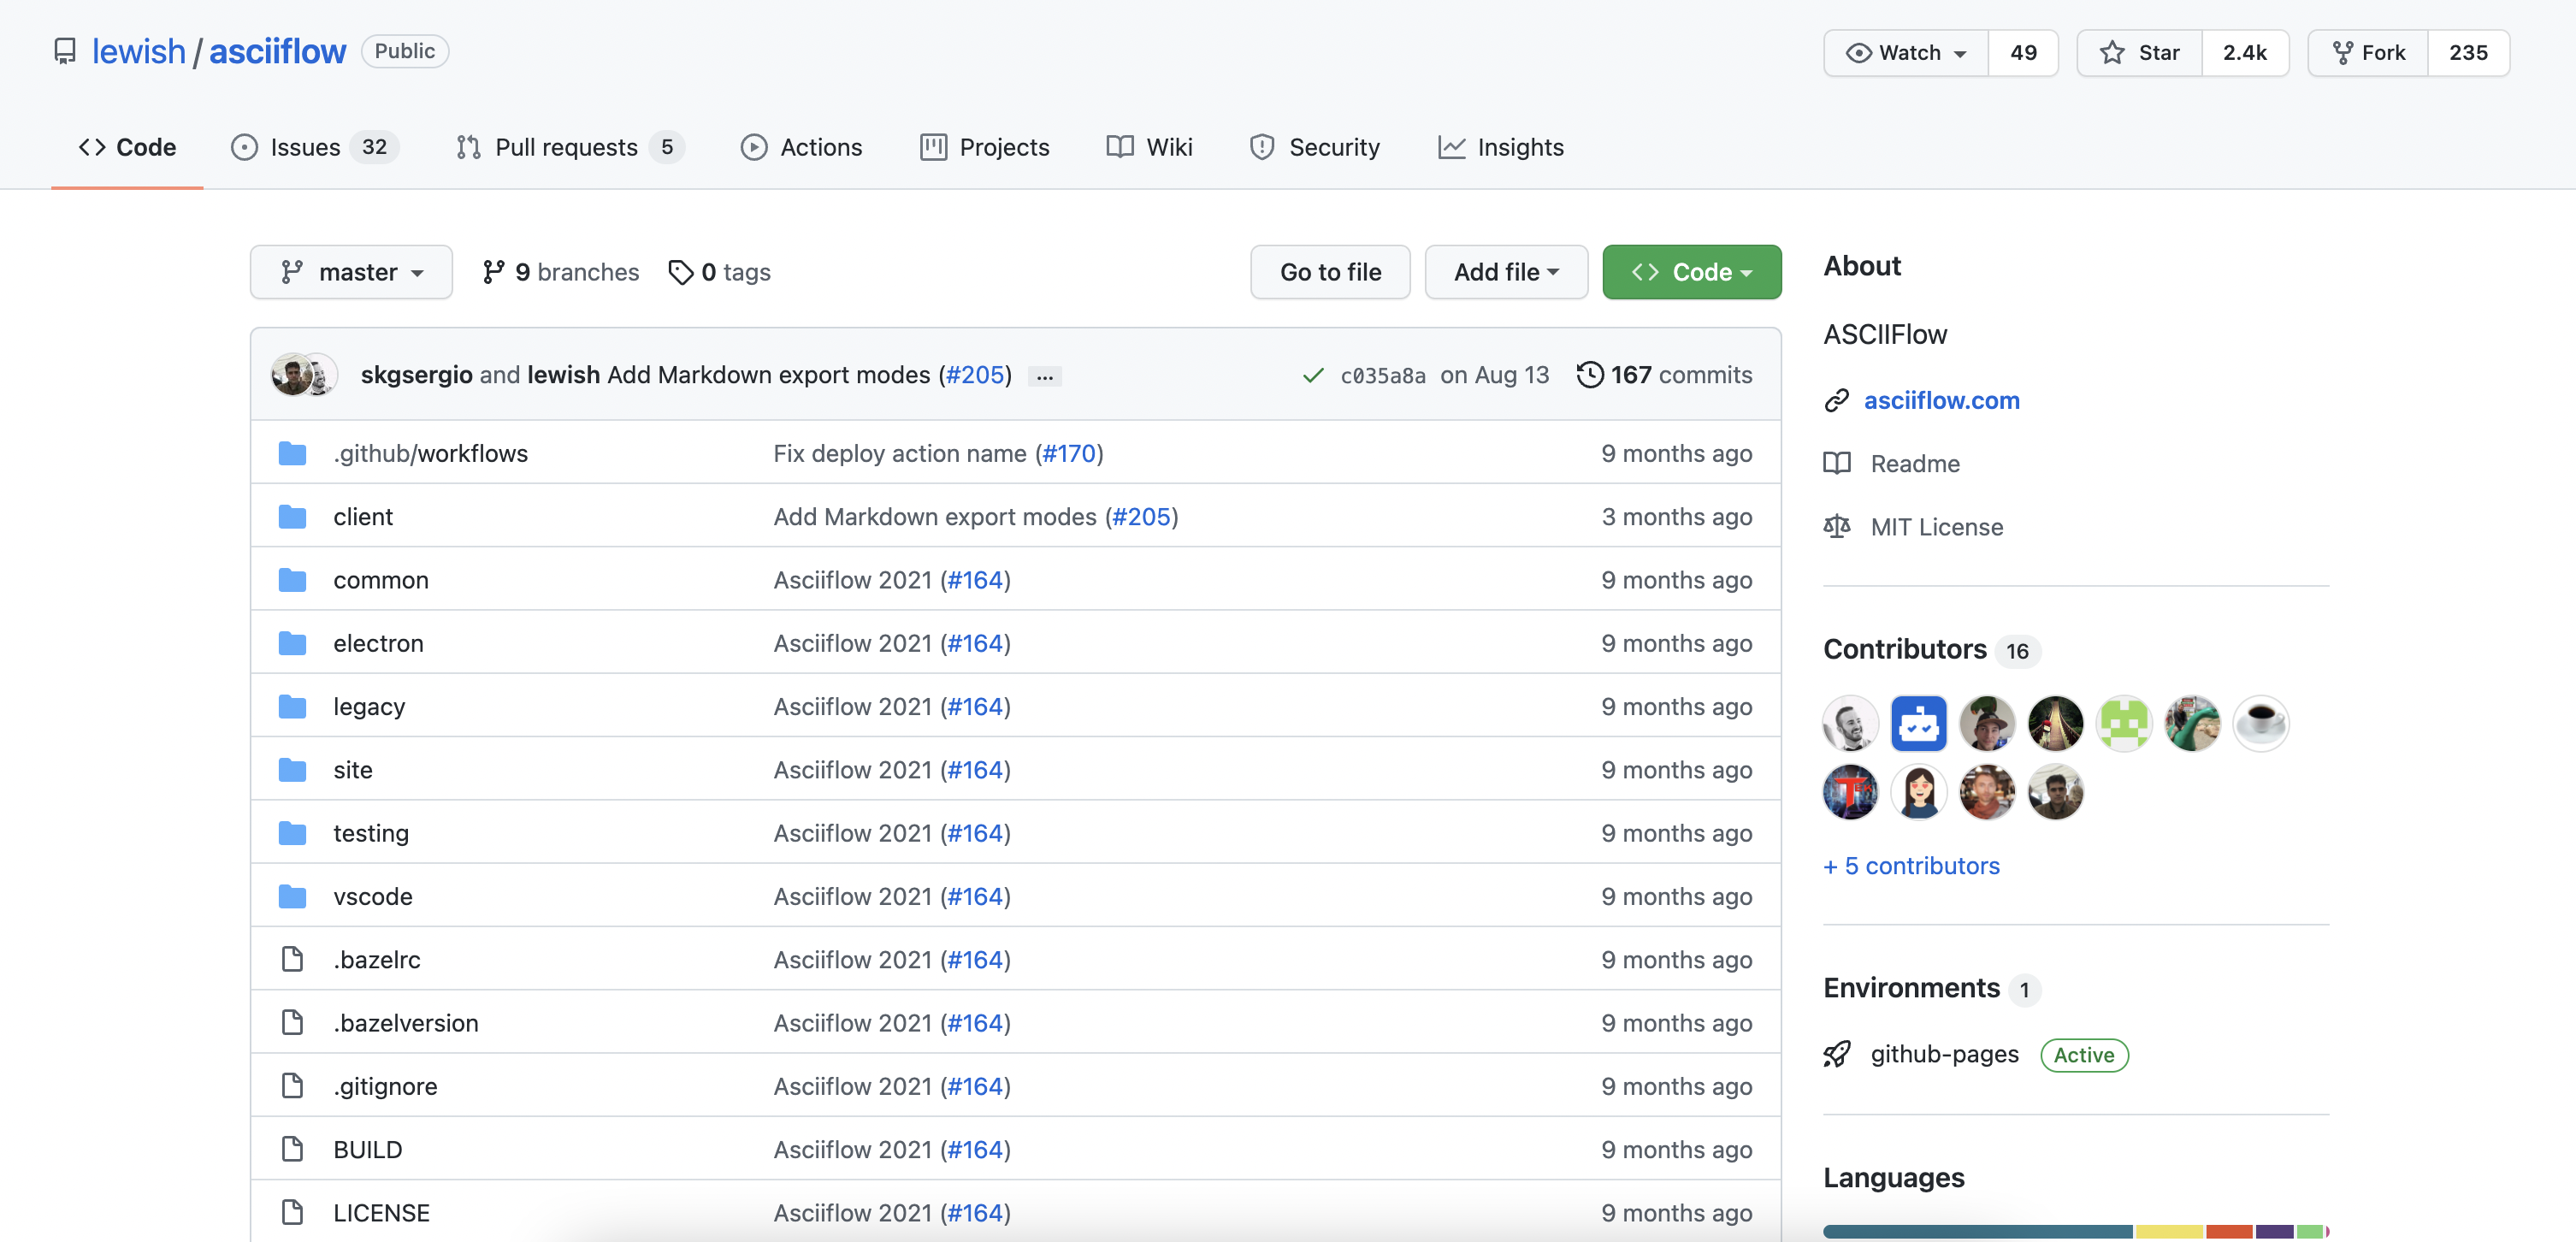 lewish / asciiflow Public Watch 49 Star 2.4k Fork 235
Code Issues 32 Pull requests 5 Actions Projects Wiki Security Insights
master 9 branches 0 tags Go to file Add file Code
skgsergio and lewish Add Markdown export modes (#205) ... c035a8a on Aug 13 167 commits
.github/workflows Fix deploy action name (#170) 9 months ago
client Add Markdown export modes (#205) 3 months ago
common Asciiflow 2021 (#164) 9 months ago
electron Asciiflow 2021 (#164) 9 months ago
legacy Asciiflow 2021 (#164) 9 months ago
site Asciiflow 2021 (#164) 9 months ago
testing Asciiflow 2021 (#164) 9 months ago
vscode Asciiflow 2021 (#164) 9 months ago
.bazelrc Asciiflow 2021 (#164) 9 months ago
.bazelversion Asciiflow 2021 (#164) 9 months ago
.gitignore Asciiflow 2021 (#164) 9 months ago
BUILD Asciiflow 2021 (#164) 9 months ago
LICENSE Asciiflow 2021 (#164) 9 months ago
About
ASCIIFlow
asciiflow.com
Readme
MIT License
Contributors 16
+ 5 contributors
Environments 1
github-pages Active
Languages